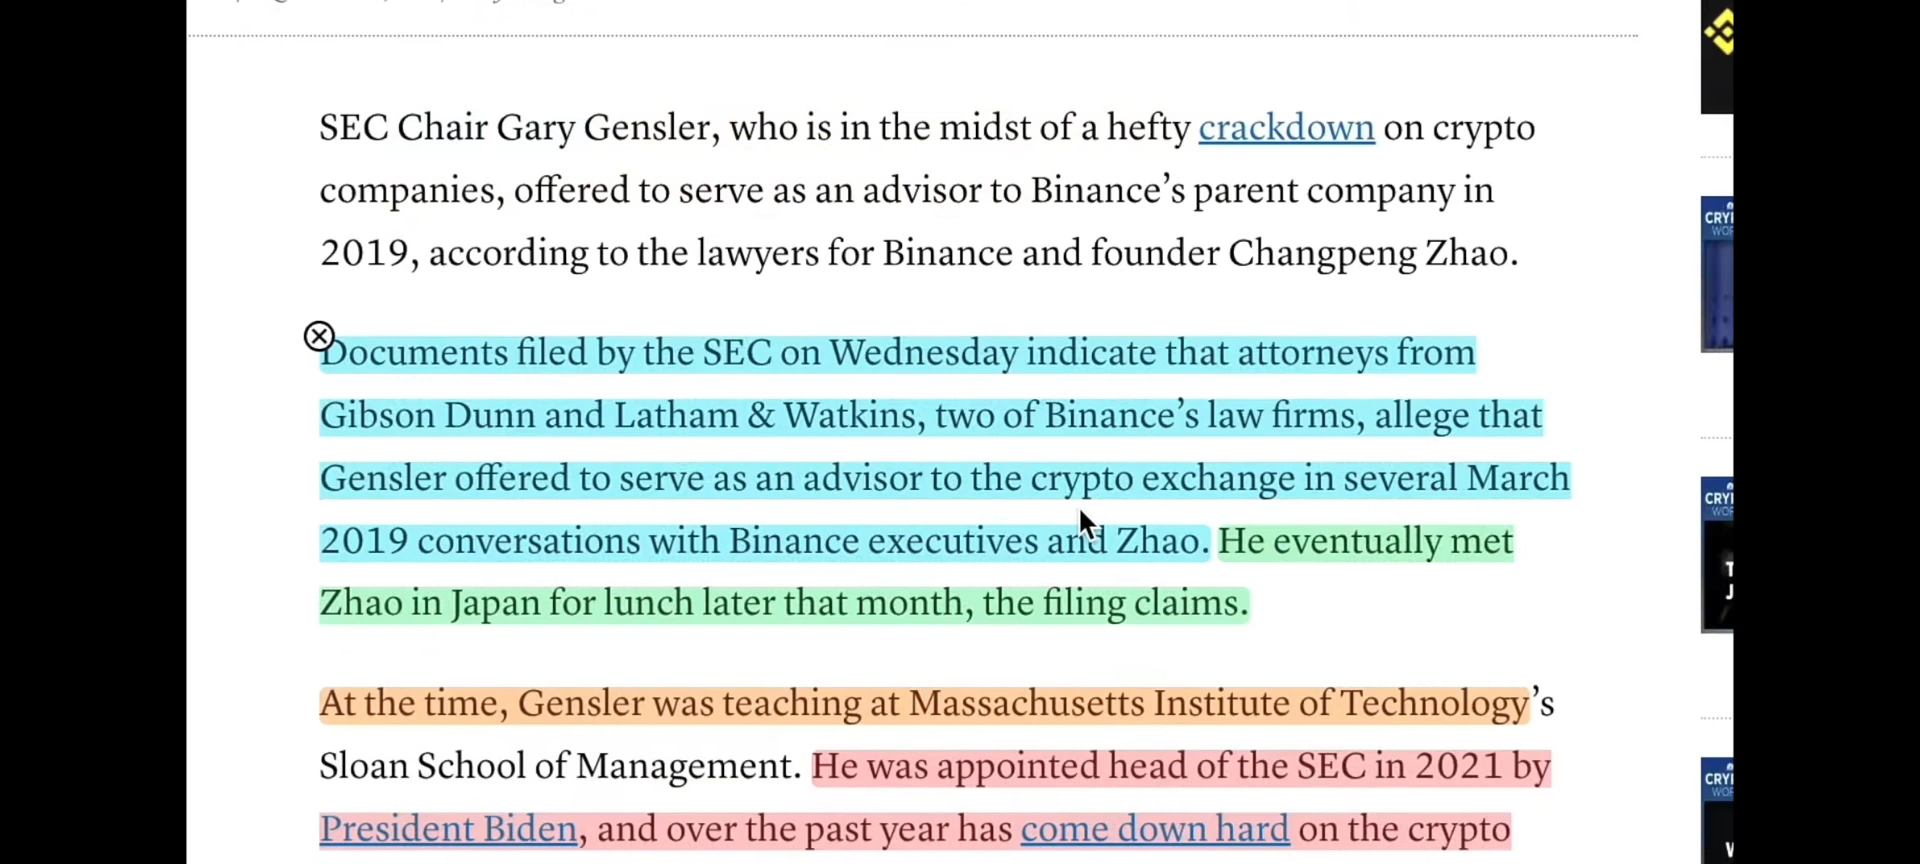 SEC Chair Gary Gensler, who is in the midst of a hefty crackdown on crypto
companies, offered to serve as an advisor to Binance’s parent company in
2019, according to the lawyers for Binance and founder Changpeng Zhao.
Documents filed by the SEC on Wednesday indicate that attorneys from
Gibson Dunn and Latham & Watkins, two of Binance’s law firms, allege that
Gensler offered to serve as an advisor to the crypto exchange in several March
2019 conversations with Binance executives and Zhao. He eventually met
Zhao in Japan for lunch later that month, the filing claims.
At the time, Gensler was teaching at Massachusetts Institute of Technology’s
Sloan School of Management. He was appointed head of the SEC in 2021 by
President Biden, and over the past year has come down hard on the crypto
CRY
WO
CRY
WO
T
J
CRY
WO